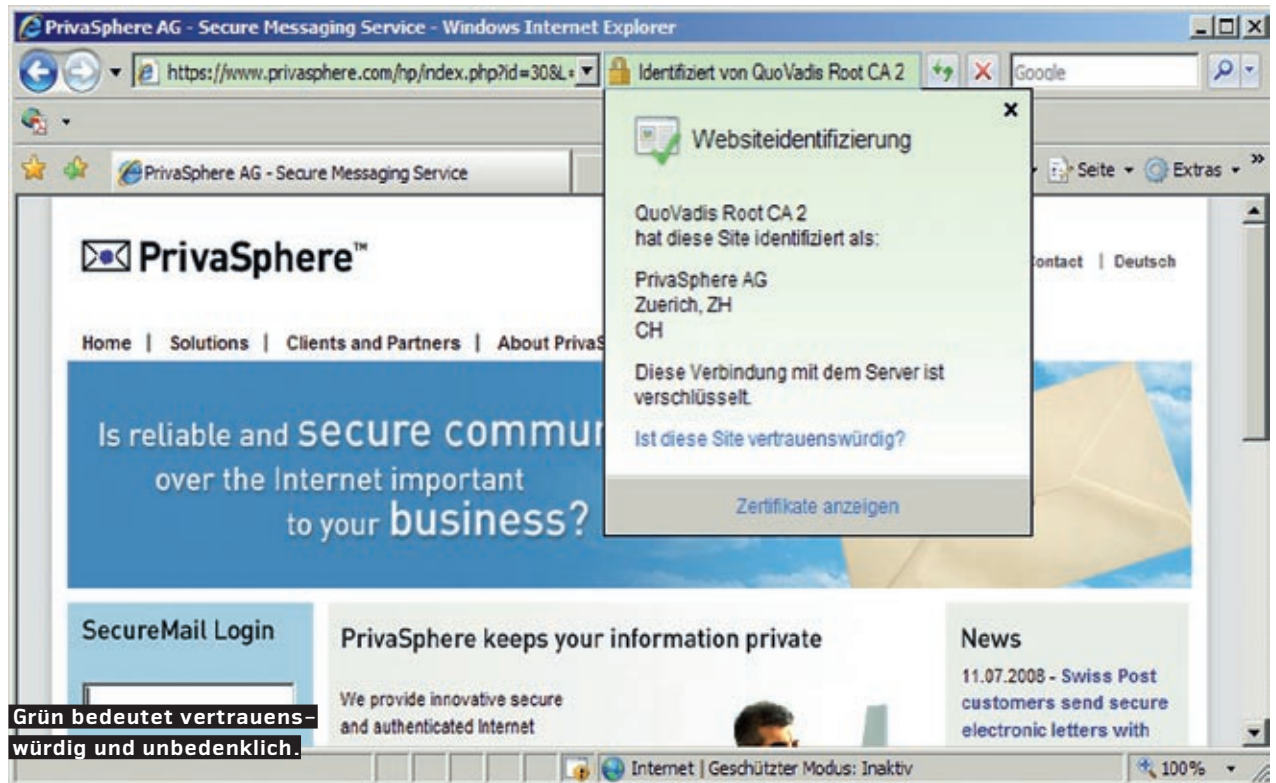 PrivaSphere AG - Secure Messaging Service - Windows Internet Explorer
https://www.privasphere.com/hp/index.php?id=30&L=
Identifiziert von QuoVadis Root CA 2
Google
PrivaSphere AG - Secure Messaging Service
Seite
Extras
Websiteidentifizierung
QuoVadis Root CA 2
hat diese Site identifiziert als:
PrivaSphere AG
Zuerich, ZH
CH
Diese Verbindung mit dem Server ist
verschlüsselt.
Ist diese Site vertrauenswürdig?
Zertifikate anzeigen
PrivaSphere™
ontact | Deutsch
Home | Solutions | Clients and Partners | About PrivaS
Is reliable and secure commur
over the Internet important
to your business?
SecureMail Login
PrivaSphere keeps your information private
We provide innovative secure
and authenticated Internet
News
11.07.2008 - Swiss Post
customers send secure
electronic letters with
Grün bedeutet vertrauens-
würdig und unbedenklich.
Internet | Geschützter Modus: Inaktiv
100%